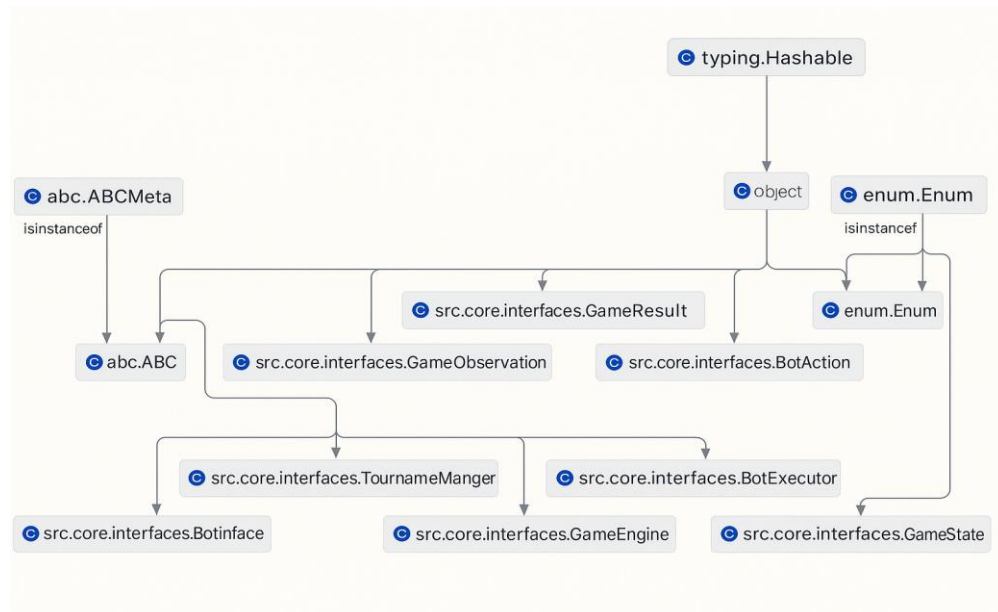 C typing.Hashable
C abc.ABCMeta
C object
C enum.Enum
isinstanceof
isinstancef
C src.core.interfaces.GameResult
C enum.Enum
C abc.ABC
C src.core.interfaces.GameObservation
C src.core.interfaces.BotAction
C src.core.interfaces.TournameManger
C src.core.interfaces.BotExecutor
C src.core.interfaces.Botinface
C src.core.interfaces.GameEngine
C src.core.interfaces.GameState